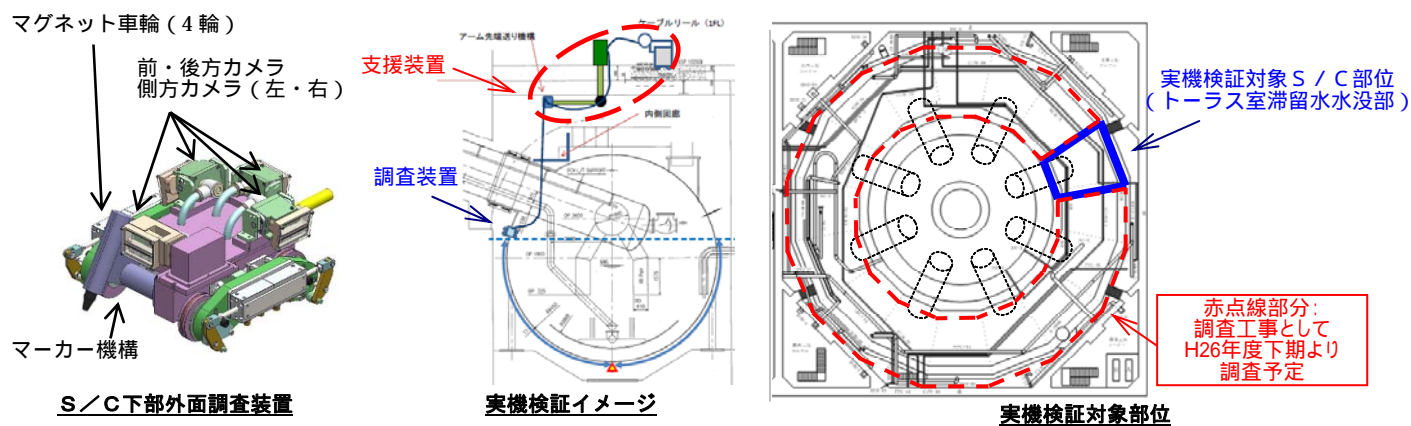 マグネット車輪(4輪)
前・後方カメラ
側方カメラ(左・右)
マーカー機構
S/C下部外面調査装置
ケーブルリール (1FL)
アーム先端送り機構
支援装置
内側回廊
調査装置
実機検証イメージ
実機検証対象S/C部位
(トーラス室滞留水水没部)
赤点線部分:
調査工事として
H26年度下期より
調査予定
実機検証対象部位